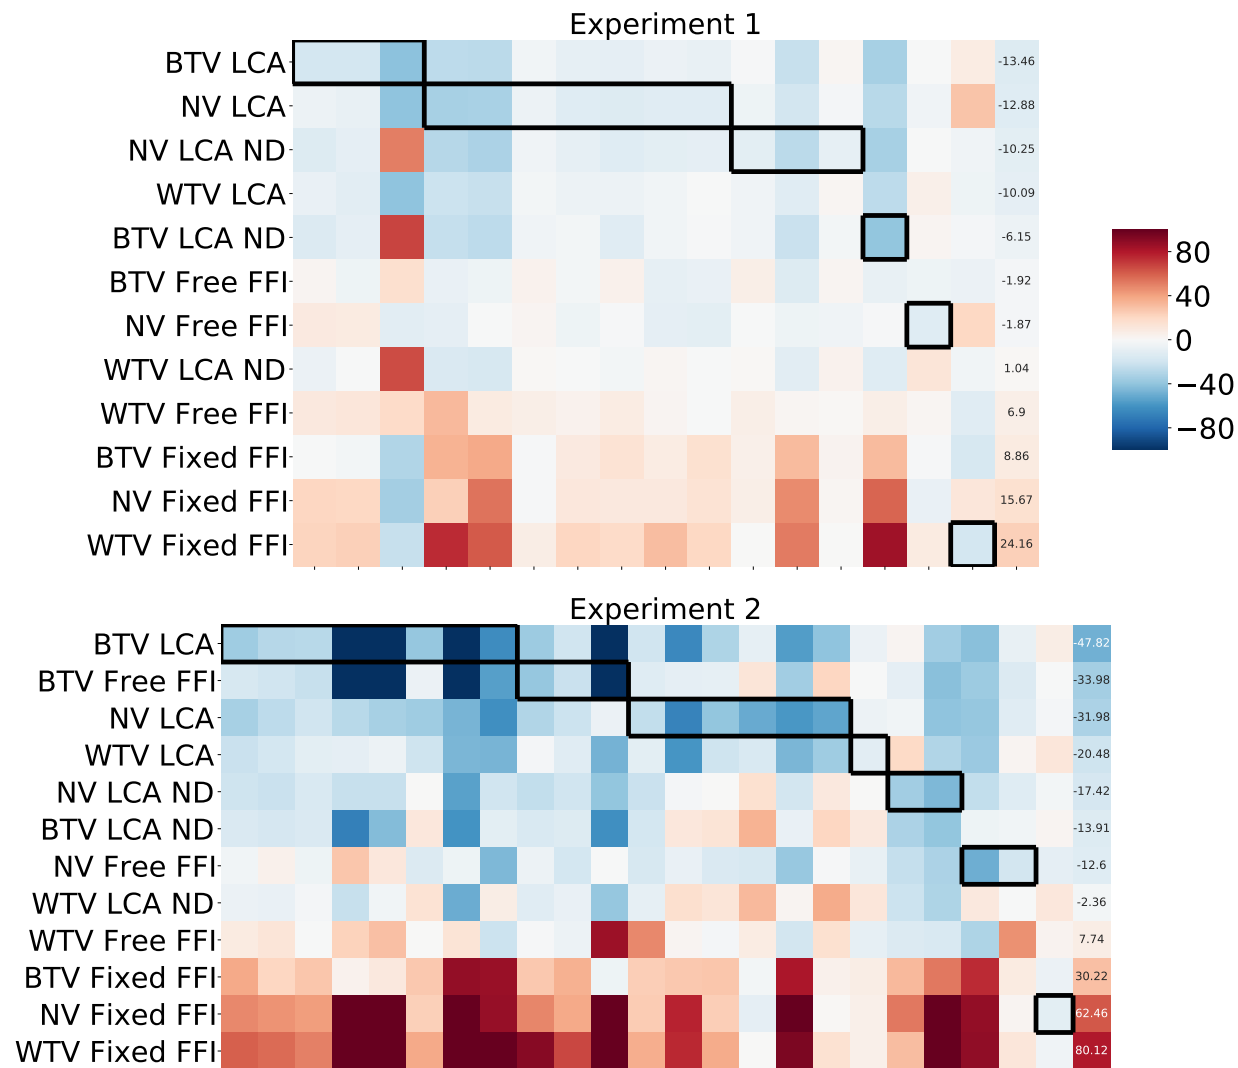 Experiment 1
BTV LCA -13.46
NV LCA -12.88
NV LCA ND -10.25
WTV LCA -10.09
BTV LCA ND -6.15
BTV Free FFI -1.92
NV Free FFI -1.87
WTV LCA ND 1.04
WTV Free FFI 6.9
BTV Fixed FFI 8.86
NV Fixed FFI 15.67
WTV Fixed FFI 24.16
80
40
0
−40
−80
Experiment 2
BTV LCA -47.82
BTV Free FFI -33.98
NV LCA -31.98
WTV LCA -20.48
NV LCA ND -17.42
BTV LCA ND -13.91
NV Free FFI -12.6
WTV LCA ND -2.36
WTV Free FFI 7.74
BTV Fixed FFI 30.22
NV Fixed FFI 62.46
WTV Fixed FFI 80.12